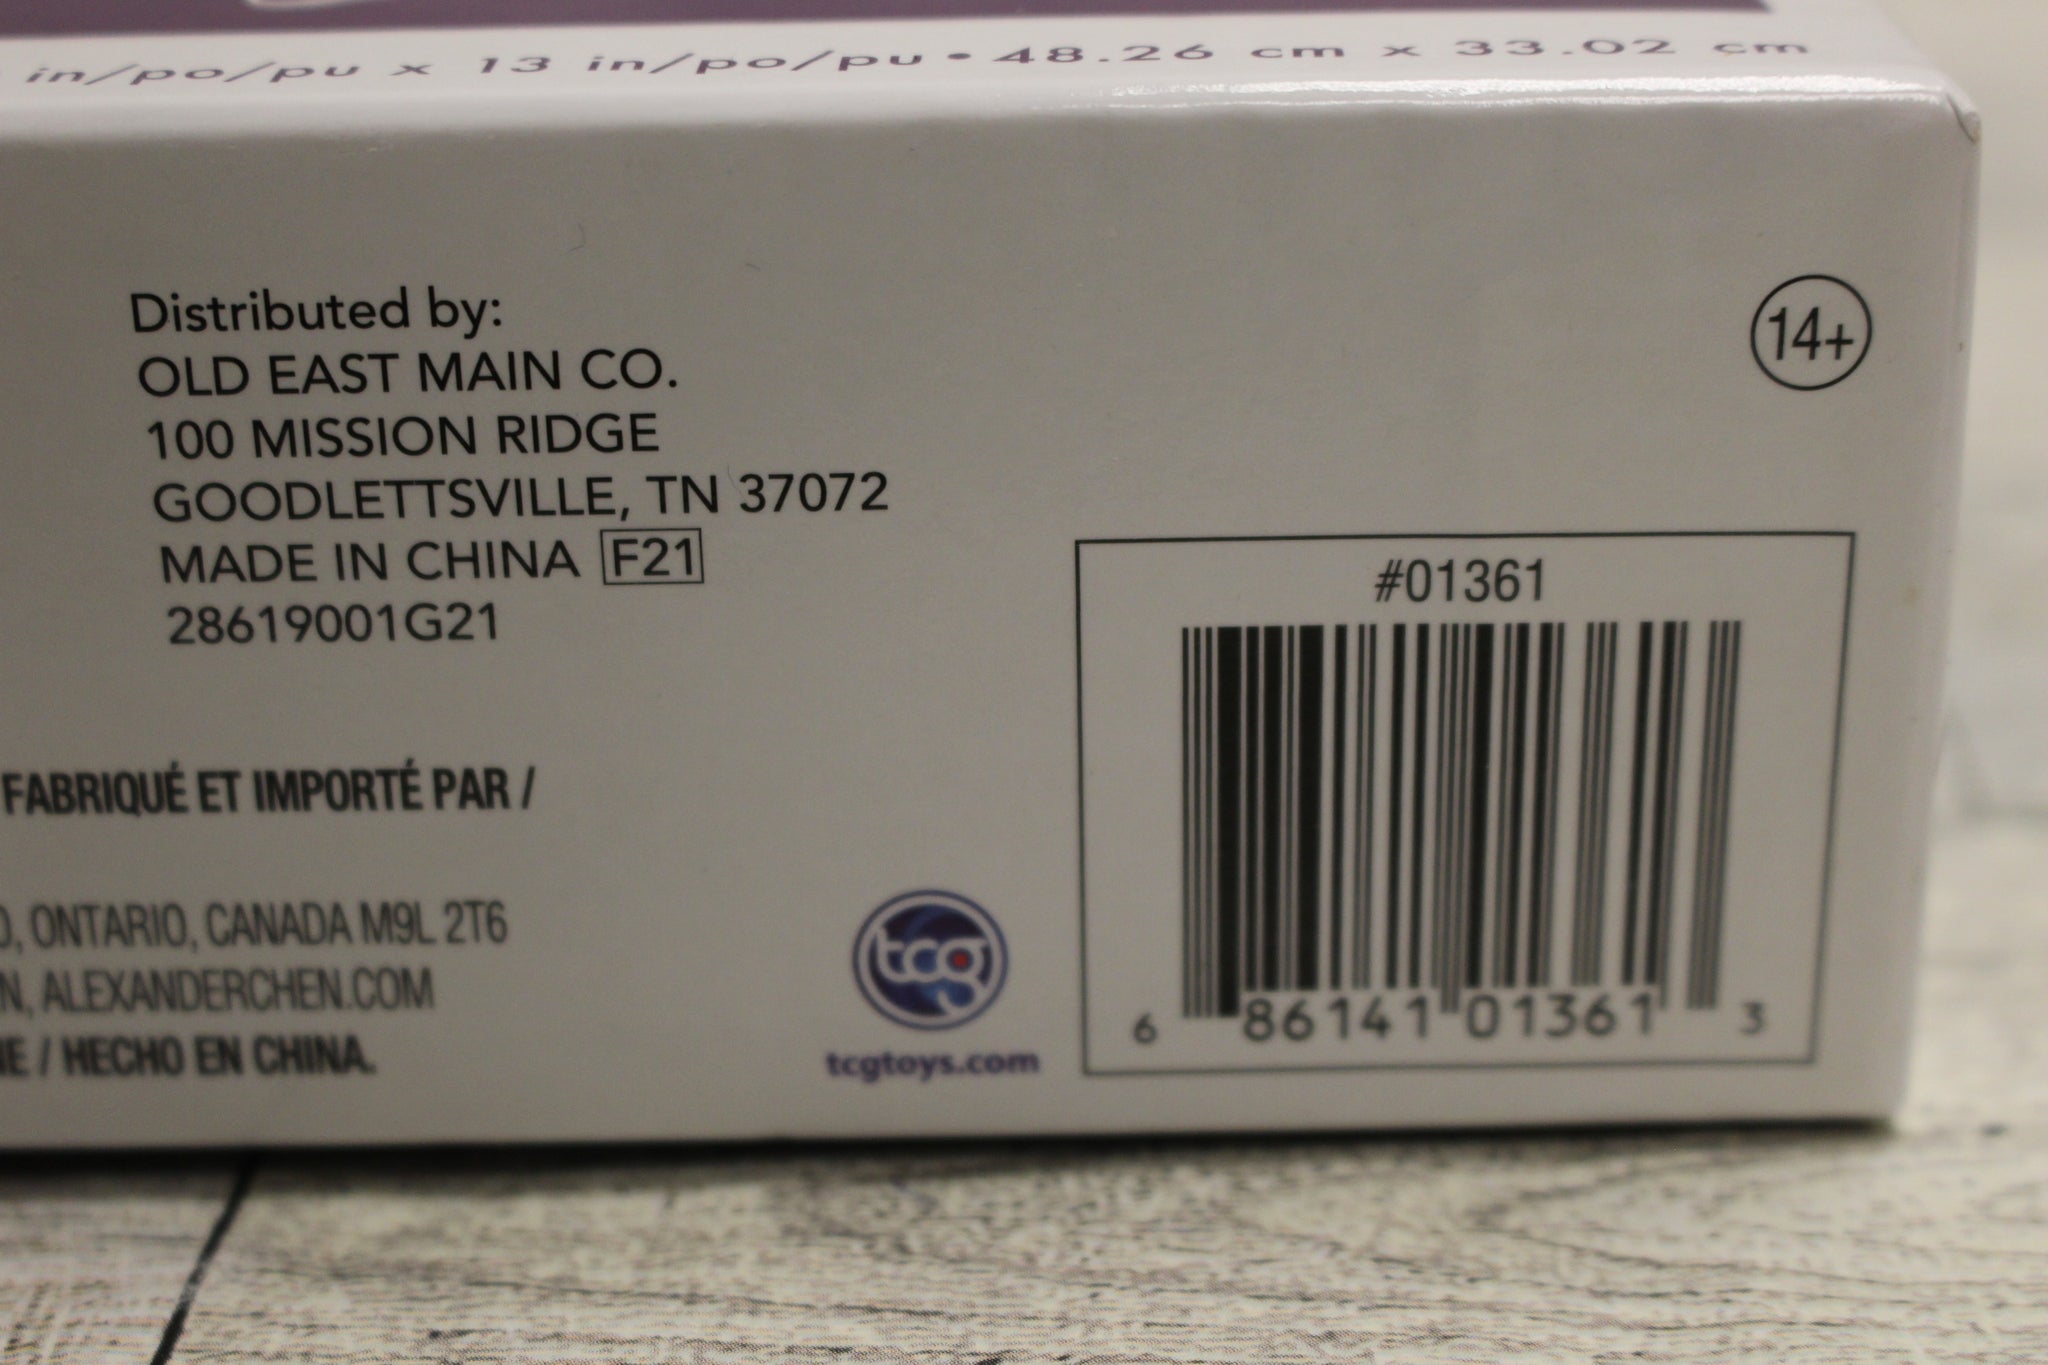 in/po/pu x 13 in/po/pu • 48.26 cm x 33.02 cm
Distributed by:
OLD EAST MAIN CO.
100 MISSION RIDGE
GOODLETTSVILLE, TN 37072
MADE IN CHINA F21
28619001G21
14+
FABRIQUÉ ET IMPORTÉ PAR /
O, ONTARIO, CANADA M9L 2T6
N, ALEXANDERCHEN.COM
NE / HECHO EN CHINA.
tcg
tcgtoys.com
#01361
6 86141 01361 3